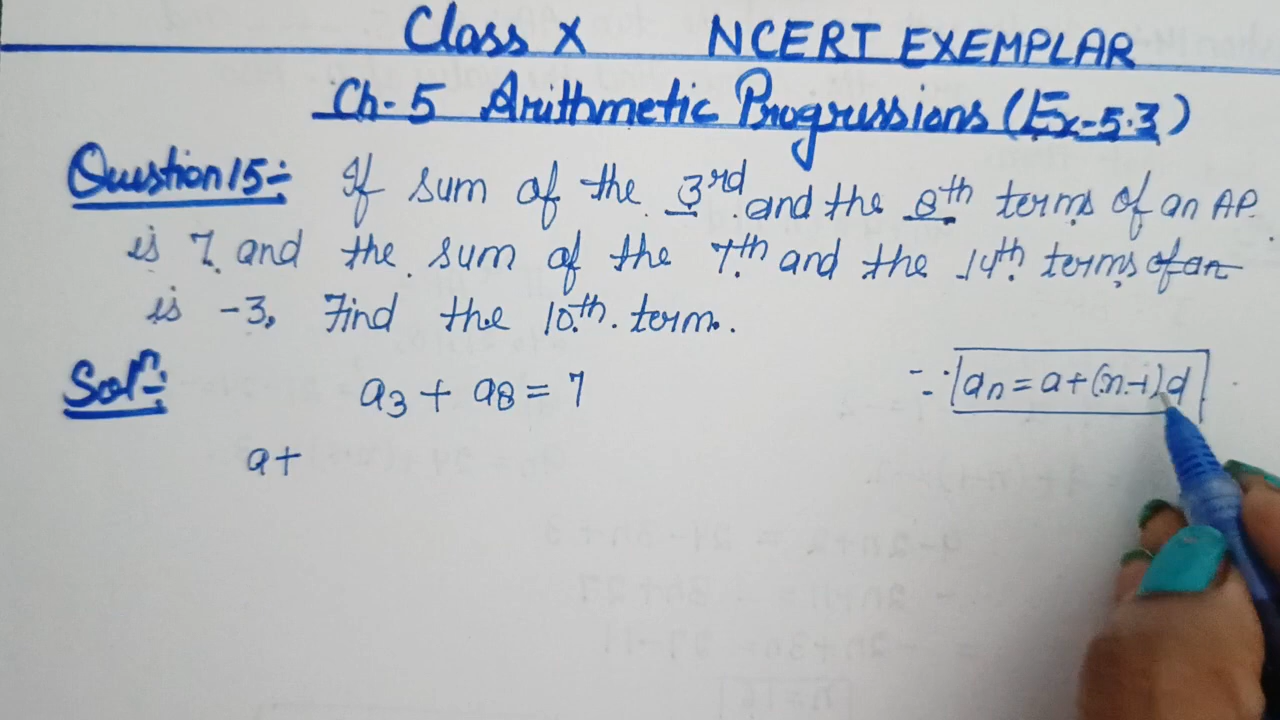 Class X NCERT EXEMPLAR
Ch-5 Arithmetic Progressions (Ex-5.3)
Question 15:- If sum of the 3rd and the 8th terms of an AP.
is 7 and the sum of the 7th and the 14th terms of an
is -3, Find the 10th term.
Sol:- a3 + a8 = 7 ∵ an = a+(n-1)d
a+